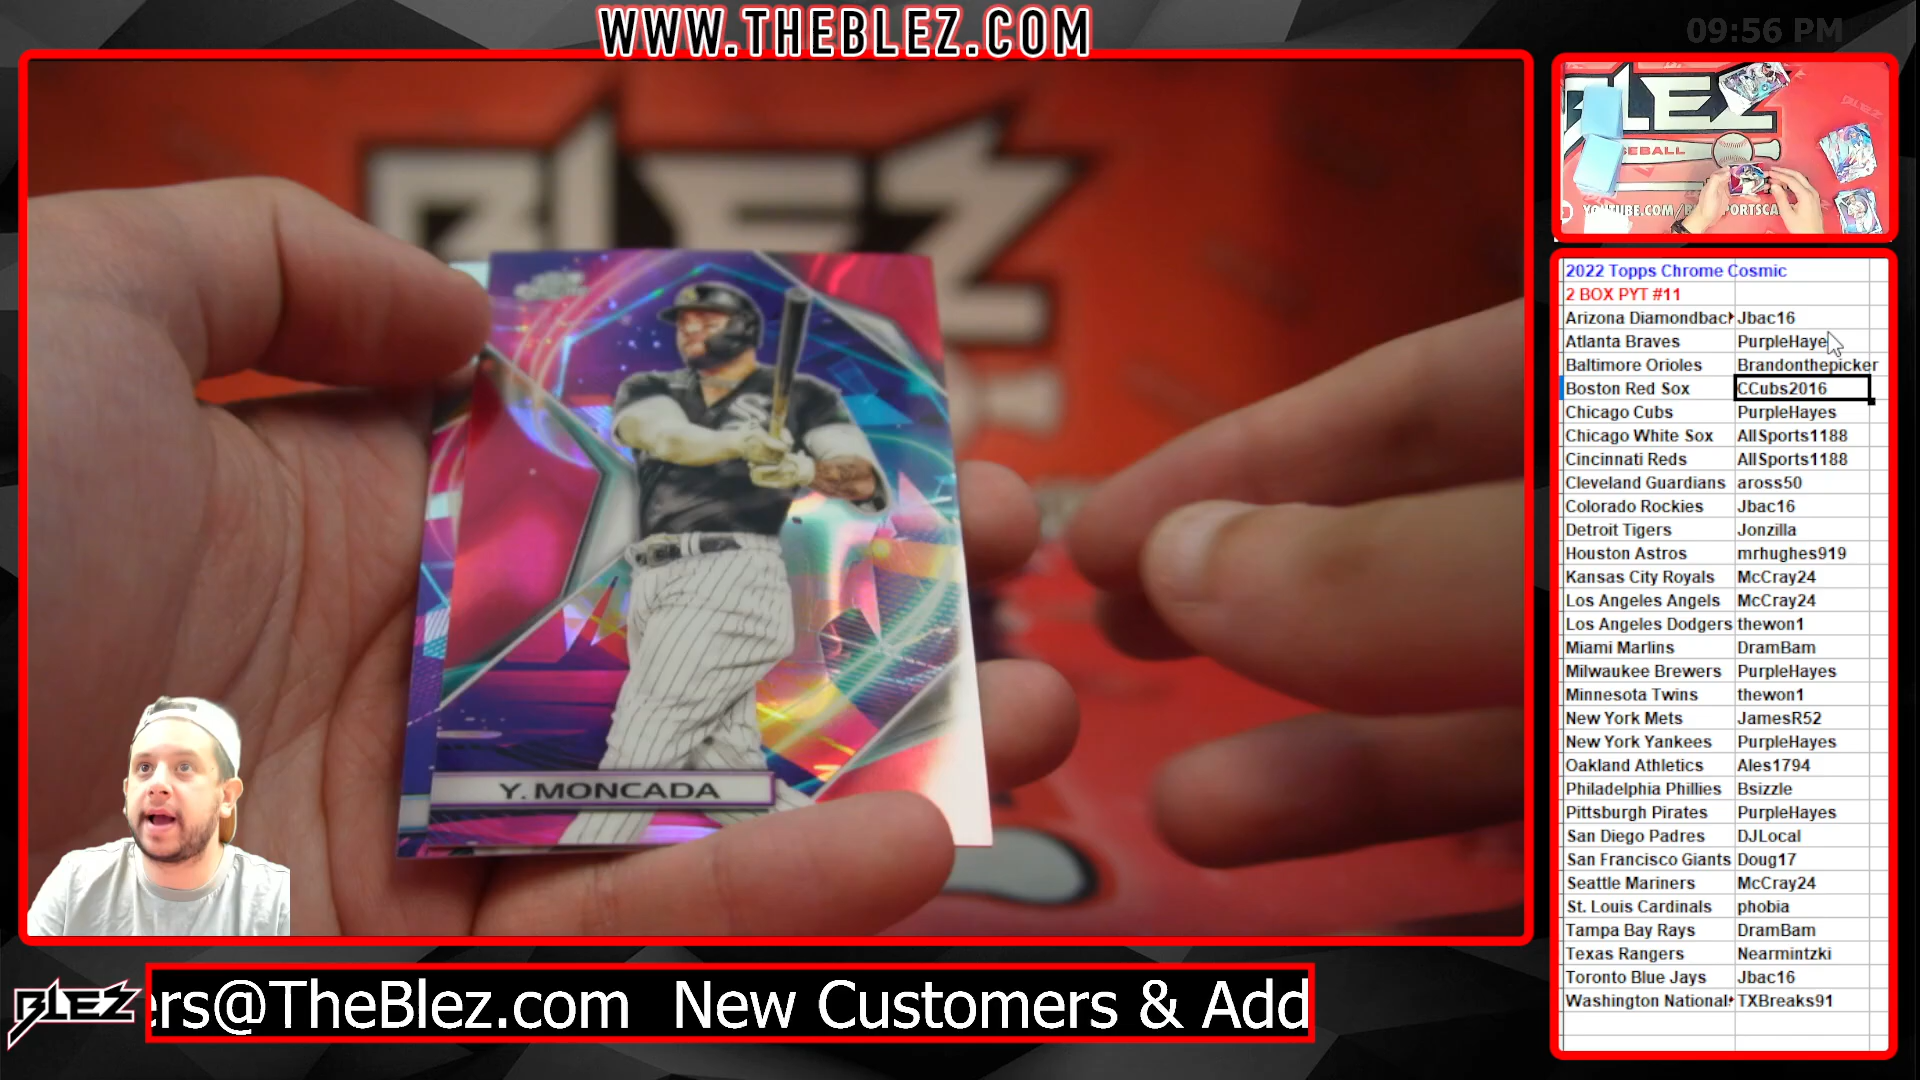 WWW.THEBLEZ.COM
09:56 PM
BLEZ
BLEZ
Y. MONCADA
2022 Topps Chrome Cosmic
2 BOX PYT #11
Arizona Diamondback Jbac16
Atlanta Braves PurpleHaye
Baltimore Orioles Brandonthepicker
Boston Red Sox CCubs2016
Chicago Cubs PurpleHayes
Chicago White Sox AllSports1188
Cincinnati Reds AllSports1188
Cleveland Guardians aross50
Colorado Rockies Jbac16
Detroit Tigers Jonzilla
Houston Astros mrhughes919
Kansas City Royals McCray24
Los Angeles Angels McCray24
Los Angeles Dodgers thewon1
Miami Marlins DramBam
Milwaukee Brewers PurpleHayes
Minnesota Twins thewon1
New York Mets JamesR52
New York Yankees PurpleHayes
Oakland Athletics Ales1794
Philadelphia Phillies Bsizzle
Pittsburgh Pirates PurpleHayes
San Diego Padres DJLocal
San Francisco Giants Doug17
Seattle Mariners McCray24
St. Louis Cardinals phobia
Tampa Bay Rays DramBam
Texas Rangers Nearmintzki
Toronto Blue Jays Jbac16
Washington National TXBreaks91
BLEZ
ers@TheBlez.com New Customers & Add